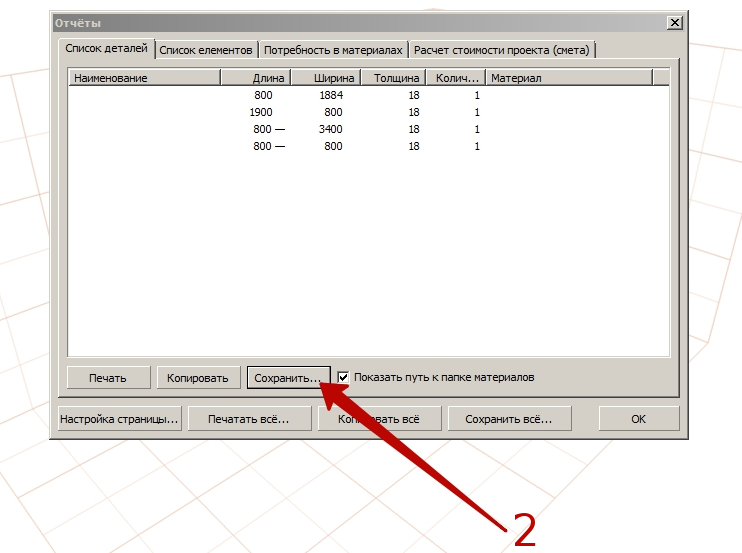 Отчёты
Список деталей Список елементов Потребность в материалах Расчет стоимости проекта (смета)
Наименование Длина Ширина Толщина Колич... Материал
800 1884 18 1
1900 800 18 1
800 — 3400 18 1
800 — 800 18 1
Печать Копировать Сохранить... Показать путь к папке материалов
Настройка страницы... Печатать всё... Копировать всё Сохранить всё... OK
2